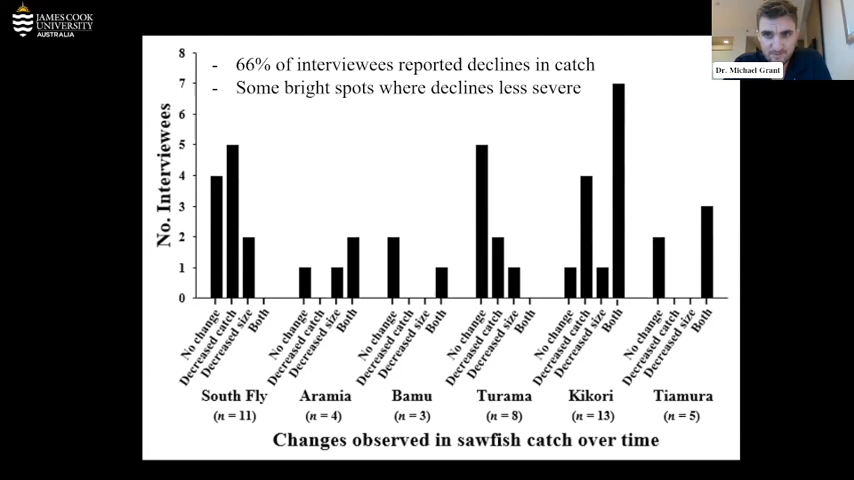 JAMES COOK
UNIVERSITY
AUSTRALIA
Dr. Michael Grant
- 66% of interviewees reported declines in catch
- Some bright spots where declines less severe
No. Interviewees
8
7
6
5
4
3
2
1
0
No change
Decreased catch
Decreased size
Both
No change
Decreased catch
Decreased size
Both
No change
Decreased catch
Decreased size
Both
No change
Decreased catch
Decreased size
Both
No change
Decreased catch
Decreased size
Both
No change
Decreased catch
Decreased size
Both
South Fly
(n = 11)
Aramia
(n = 4)
Bamu
(n = 3)
Turama
(n = 8)
Kikori
(n = 13)
Tiamura
(n = 5)
Changes observed in sawfish catch over time